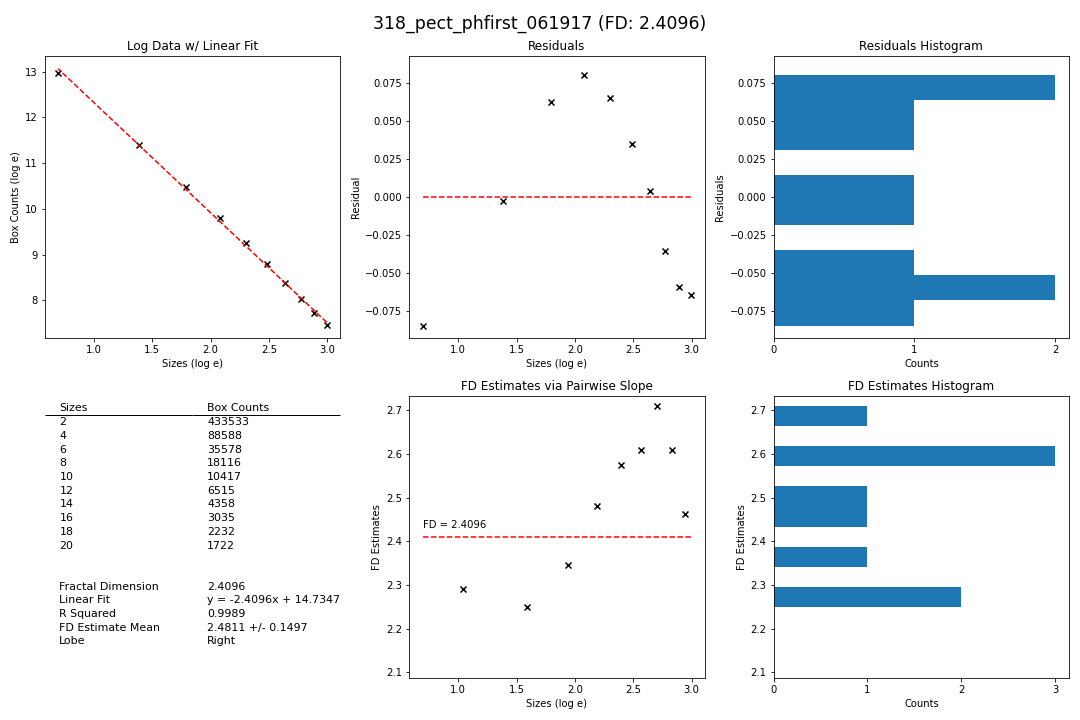 318_pect_phfirst_061917 (FD: 2.4096)
Log Data w/ Linear Fit
13
12
11
10
9
8
Box Counts (log e)
1.0 1.5 2.0 2.5 3.0
Sizes (log e)
Residuals
0.075
0.050
0.025
0.000
−0.025
−0.050
−0.075
Residual
1.0 1.5 2.0 2.5 3.0
Sizes (log e)
Residuals Histogram
0.075
0.050
0.025
0.000
−0.025
−0.050
−0.075
Residuals
0 1 2
Counts
Sizes Box Counts
2 433533
4 88588
6 35578
8 18116
10 10417
12 6515
14 4358
16 3035
18 2232
20 1722
Fractal Dimension 2.4096
Linear Fit y = -2.4096x + 14.7347
R Squared 0.9989
FD Estimate Mean 2.4811 +/- 0.1497
Lobe Right
FD Estimates via Pairwise Slope
2.7
2.6
2.5
2.4
2.3
2.2
2.1
FD Estimates
FD = 2.4096
1.0 1.5 2.0 2.5 3.0
Sizes (log e)
FD Estimates Histogram
2.7
2.6
2.5
2.4
2.3
2.2
2.1
FD Estimates
0 1 2 3
Counts